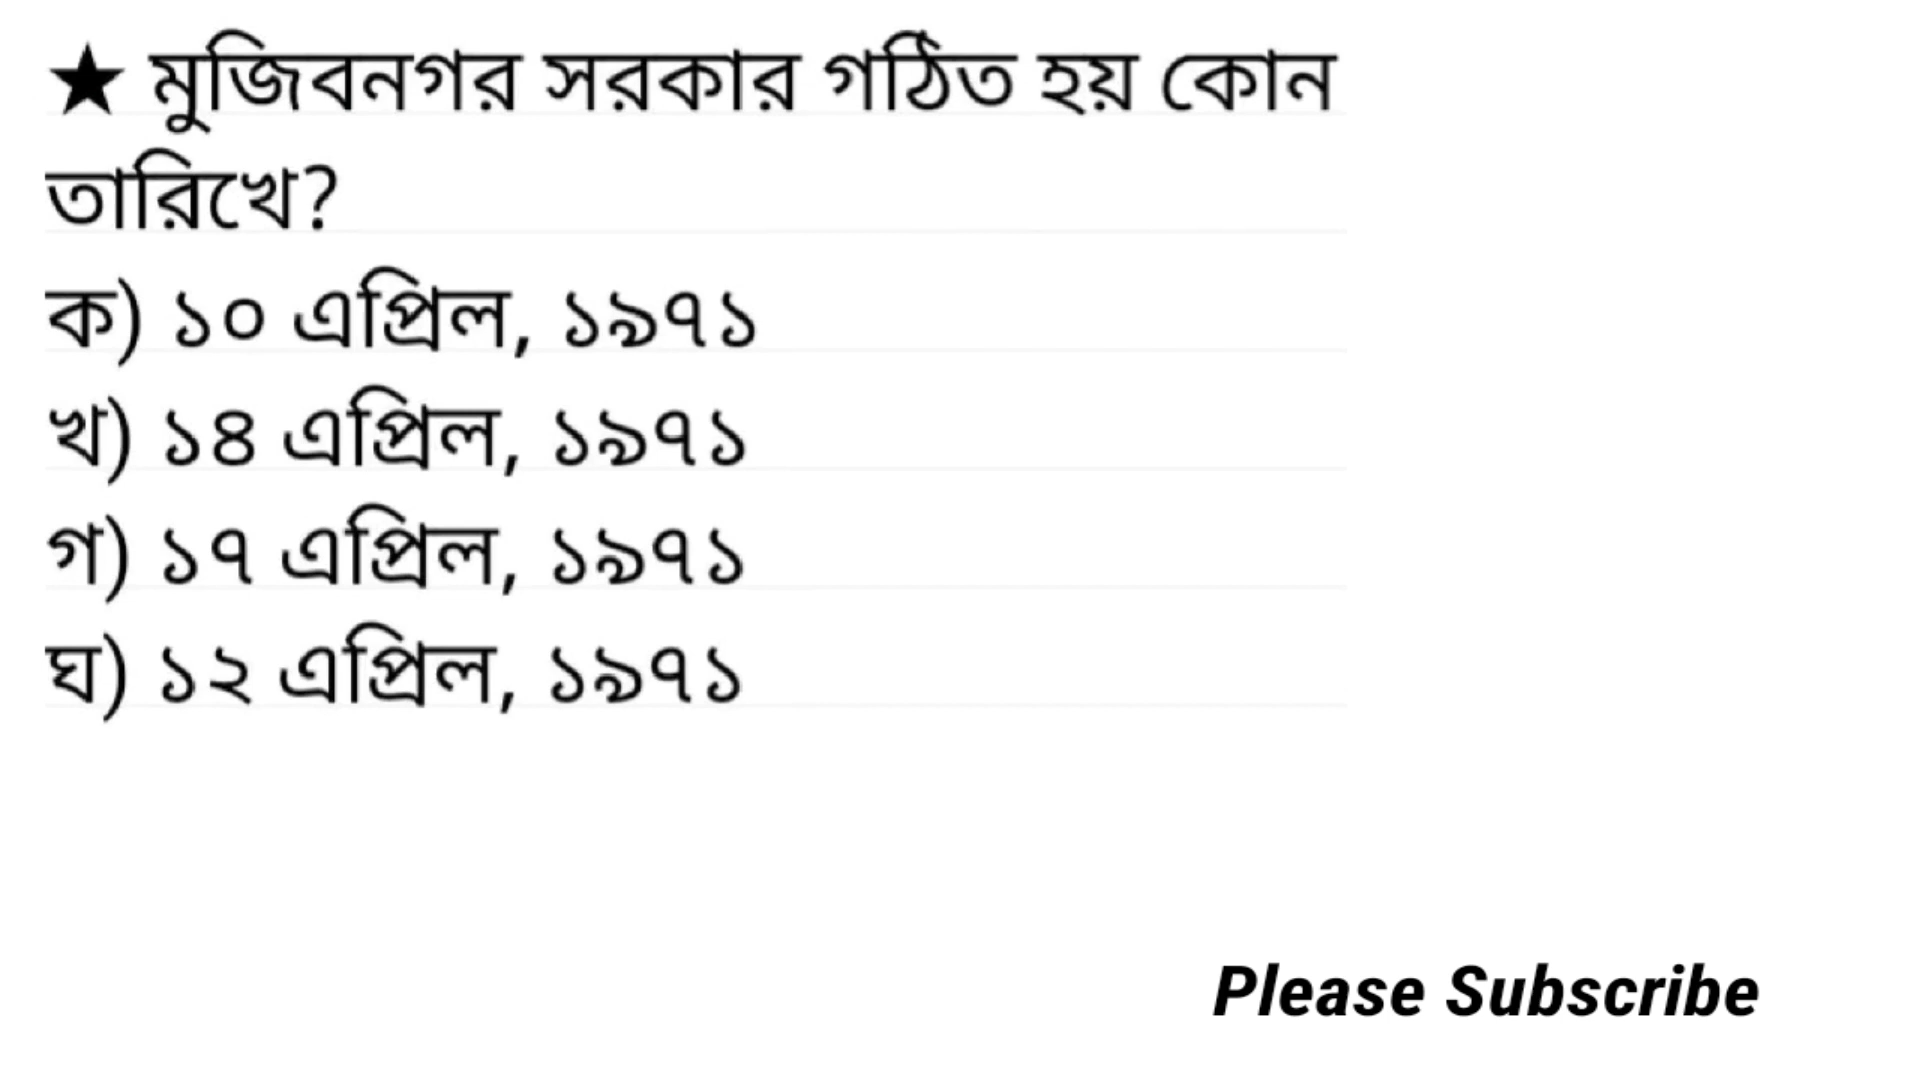 ★ মুজিবনগর সরকার গঠিত হয় কোন
তারিখে?
ক) ১০ এপ্রিল, ১৯৭১
খ) ১৪ এপ্রিল, ১৯৭১
গ) ১৭ এপ্রিল, ১৯৭১
ঘ) ১২ এপ্রিল, ১৯৭১
Please Subscribe